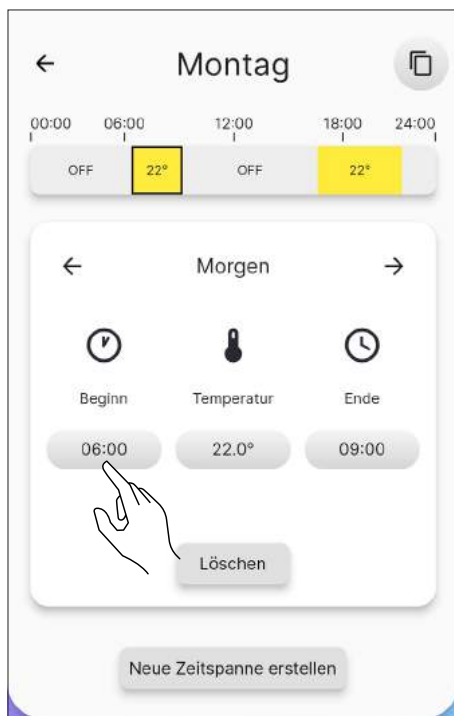 Montag
00:00 06:00 12:00 18:00 24:00
OFF 22° OFF 22°
Morgen
Beginn Temperatur Ende
06:00 22.0° 09:00
Löschen
Neue Zeitspanne erstellen